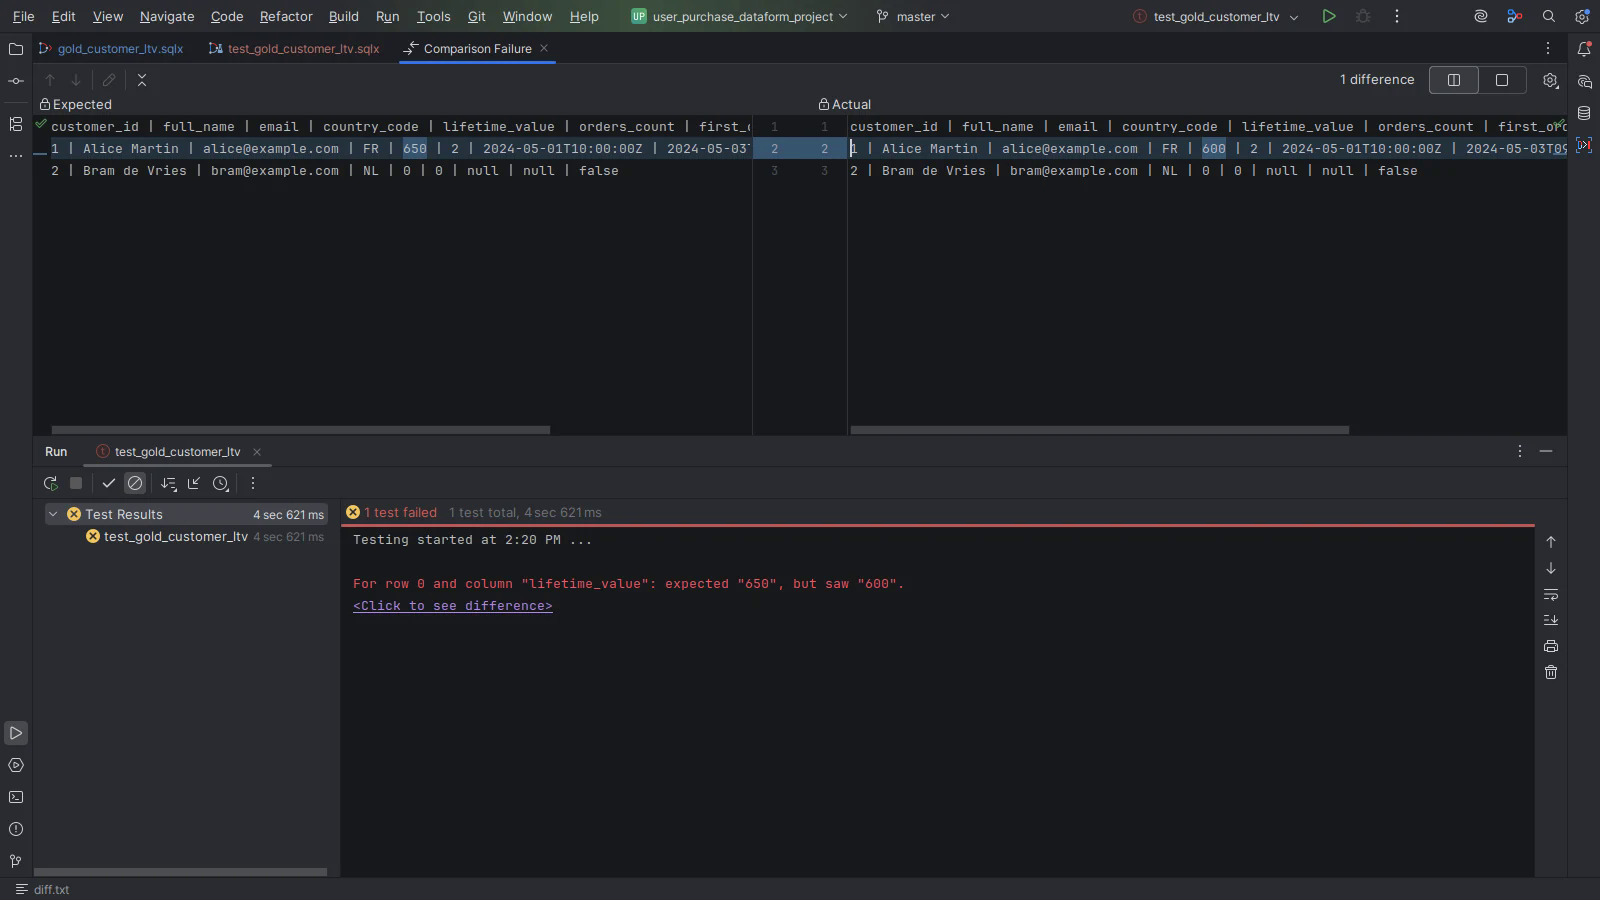 File Edit View Navigate Code Refactor Build Run Tools Git Window Help UP user_purchase_dataform_project master test_gold_customer_ltv
gold_customer_ltv.sqlx test_gold_customer_ltv.sqlx Comparison Failure
1 difference
Expected Actual
customer_id | full_name | email | country_code | lifetime_value | orders_count | first_ 1 1 customer_id | full_name | email | country_code | lifetime_value | orders_count | first_ord
1 | Alice Martin | alice@example.com | FR | 650 | 2 | 2024-05-01T10:00:00Z | 2024-05-03T 2 2 1 | Alice Martin | alice@example.com | FR | 600 | 2 | 2024-05-01T10:00:00Z | 2024-05-03T09
2 | Bram de Vries | bram@example.com | NL | 0 | 0 | null | null | false 3 3 2 | Bram de Vries | bram@example.com | NL | 0 | 0 | null | null | false
Run test_gold_customer_ltv
Test Results 4 sec 621 ms
test_gold_customer_ltv 4 sec 621 ms
1 test failed 1 test total, 4 sec 621 ms
Testing started at 2:20 PM ...
For row 0 and column "lifetime_value": expected "650", but saw "600".
<Click to see difference>
diff.txt